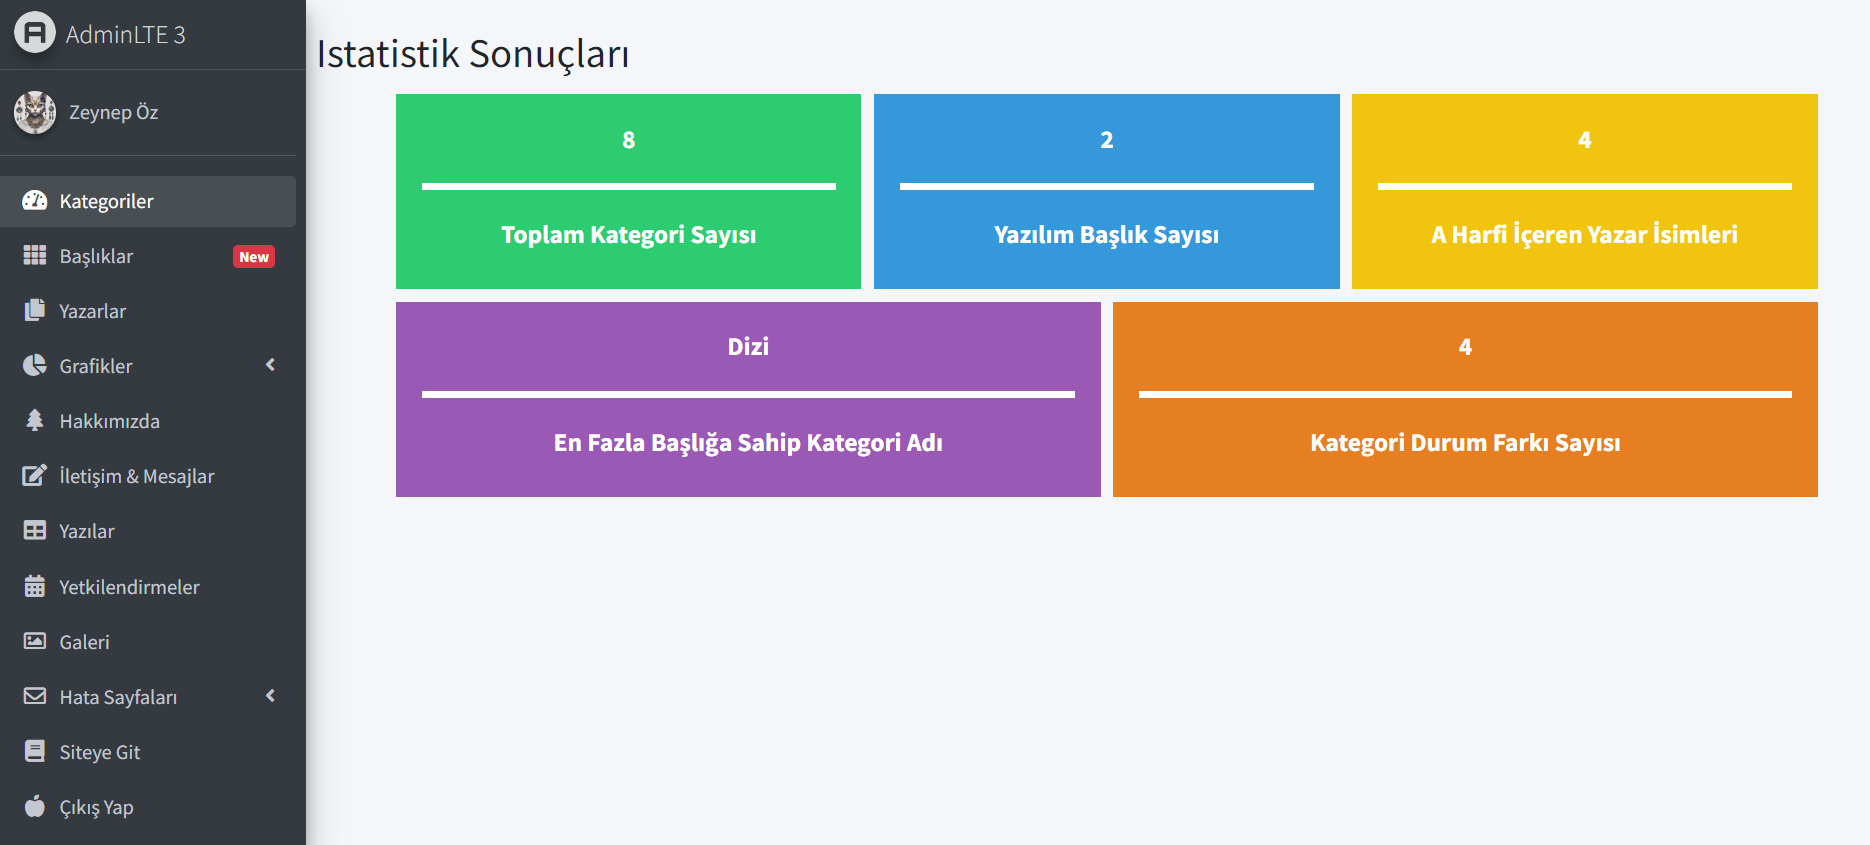 AdminLTE 3
Zeynep Öz
Kategoriler
Başlıklar New
Yazarlar
Grafikler
Hakkımızda
İletişim & Mesajlar
Yazılar
Yetkilendirmeler
Galeri
Hata Sayfaları
Siteye Git
Çıkış Yap
Istatistik Sonuçları
8
Toplam Kategori Sayısı
2
Yazılım Başlık Sayısı
4
A Harfi İçeren Yazar İsimleri
Dizi
En Fazla Başlığa Sahip Kategori Adı
4
Kategori Durum Farkı Sayısı